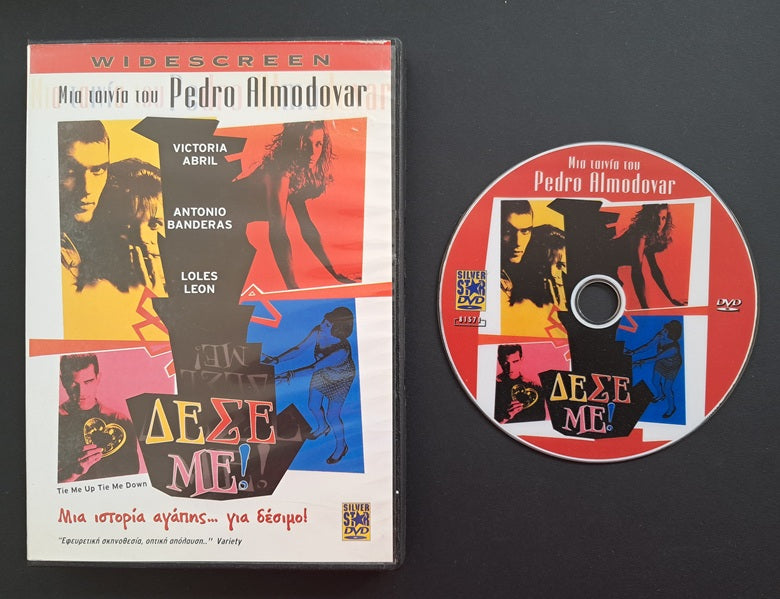 WIDESCREEN
Μια ταινία του Pedro Almodovar
VICTORIA
ABRIL
ANTONIO
BANDERAS
LOLES
LEON
ΔΕΣΕ
ΜΕ!
Tie Me Up Tie Me Down
Μια ιστορία αγάπης... για δέσιμο!
"Εφευρετική σκηνοθεσία, οπτική απόλαυση.." Variety
SILVER
STAR
DVD
Μια ταινία του
Pedro Almodovar
SILVER
STAR
DVD
DVD
ΔΕΣΕ
ΜΕ!